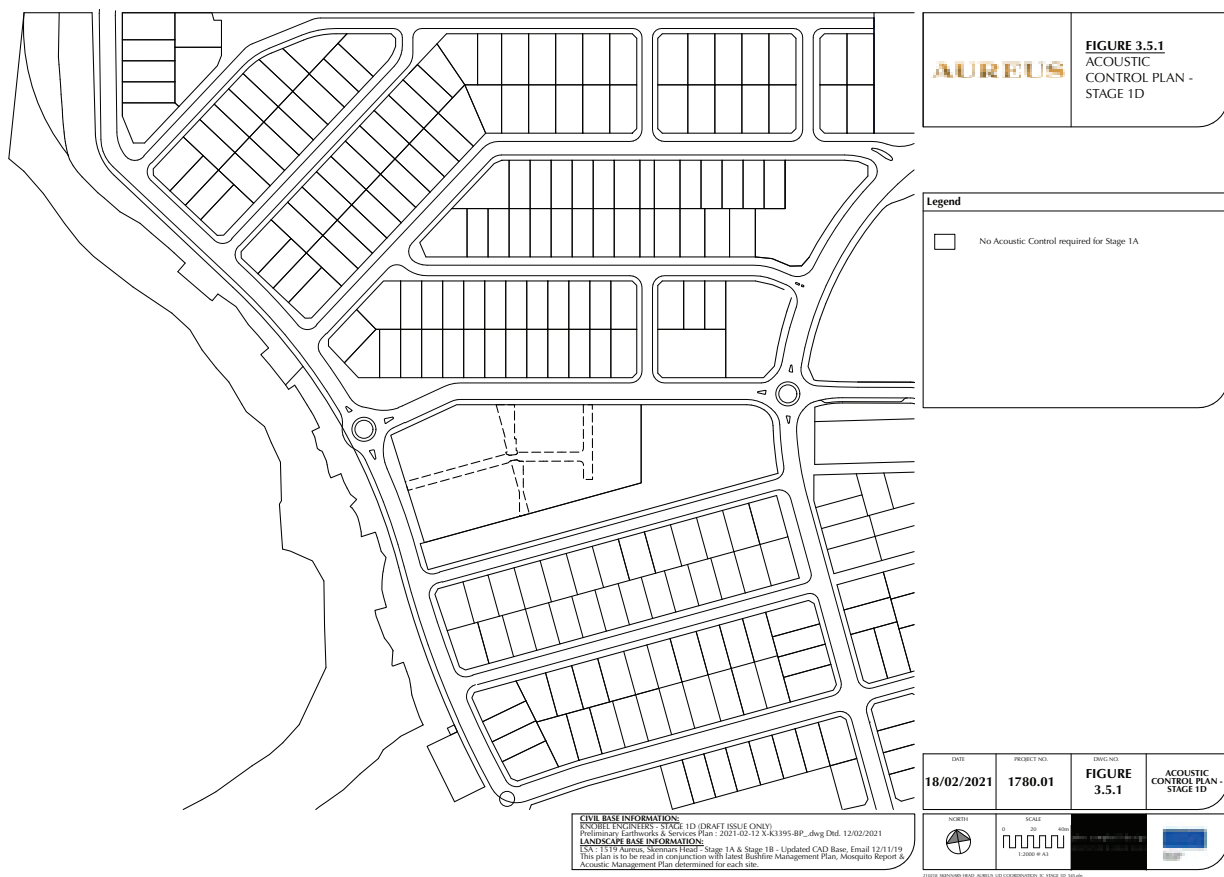 AUREUS
FIGURE 3.5.1
ACOUSTIC
CONTROL PLAN -
STAGE 1D
Legend
No Acoustic Control required for Stage 1A
DATE
18/02/2021
PROJECT NO.
1780.01
DWG NO.
FIGURE
3.5.1
ACOUSTIC
CONTROL PLAN -
STAGE 1D
NORTH
SCALE
0 20 40m
1:2000 @ A3
CIVIL BASE INFORMATION:
KNOBEL ENGINEERS - STAGE 1D (DRAFT ISSUE ONLY)
Preliminary Earthworks & Services Plan : 2021-02-12 X-K3395-BP_.dwg Dtd. 12/02/2021
LANDSCAPE BASE INFORMATION:
LSA : 1519 Aureus, Skennars Head - Stage 1A & Stage 1B - Updated CAD Base, Email 12/11/19
This plan is to be read in conjunction with latest Bushfire Management Plan, Mosquito Report &
Acoustic Management Plan determined for each site.